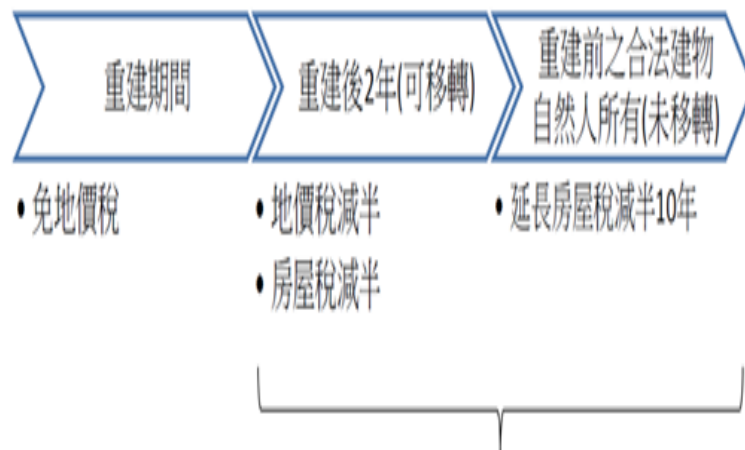 重建期間
重建後2年(可移轉)
重建前之合法建物
自然人所有(未移轉)
• 免地價稅
• 地價稅減半
• 房屋稅減半
• 延長房屋稅減半10年